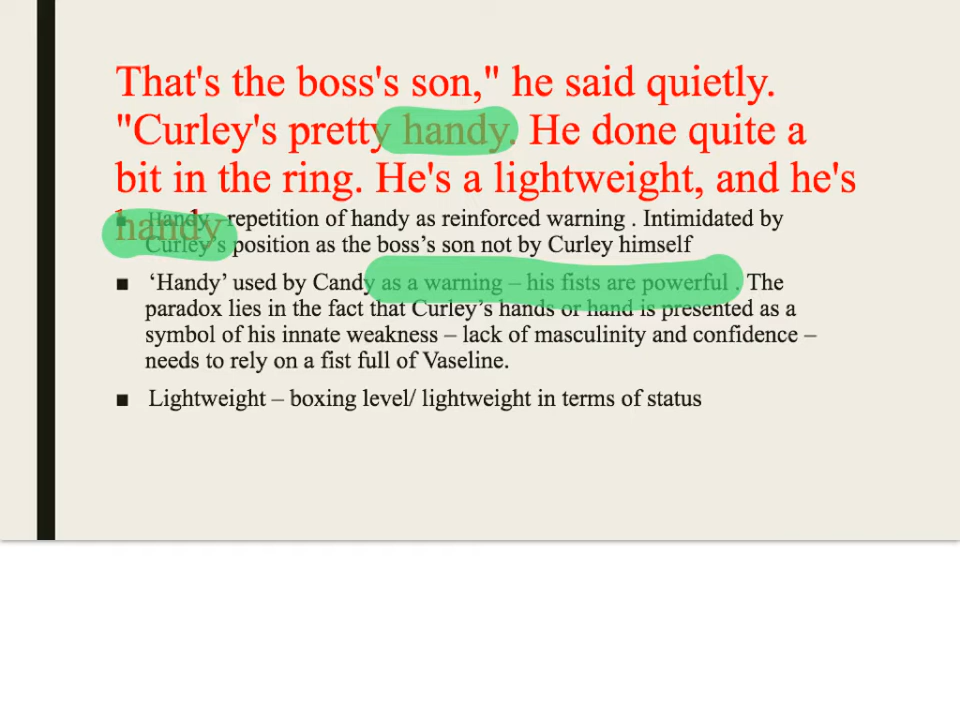 That's the boss's son," he said quietly.
"Curley's pretty handy. He done quite a
bit in the ring. He's a lightweight, and he's
handy
■ Handy - repetition of handy as reinforced warning . Intimidated by
Curley's position as the boss’s son not by Curley himself
■ ‘Handy’ used by Candy as a warning – his fists are powerful . The
paradox lies in the fact that Curley’s hands or hand is presented as a
symbol of his innate weakness – lack of masculinity and confidence –
needs to rely on a fist full of Vaseline.
■ Lightweight – boxing level/ lightweight in terms of status